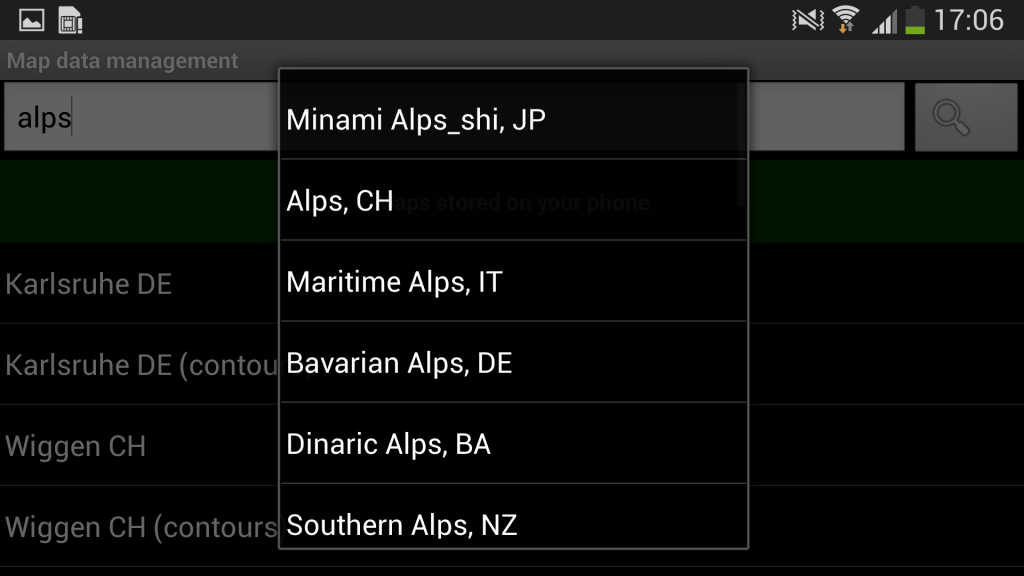 17:06
Map data management
alps
aps stored on your phone
Minami Alps_shi, JP
Alps, CH
Maritime Alps, IT
Bavarian Alps, DE
Dinaric Alps, BA
Southern Alps, NZ
Karlsruhe DE
Karlsruhe DE (contou
Wiggen CH
Wiggen CH (contours